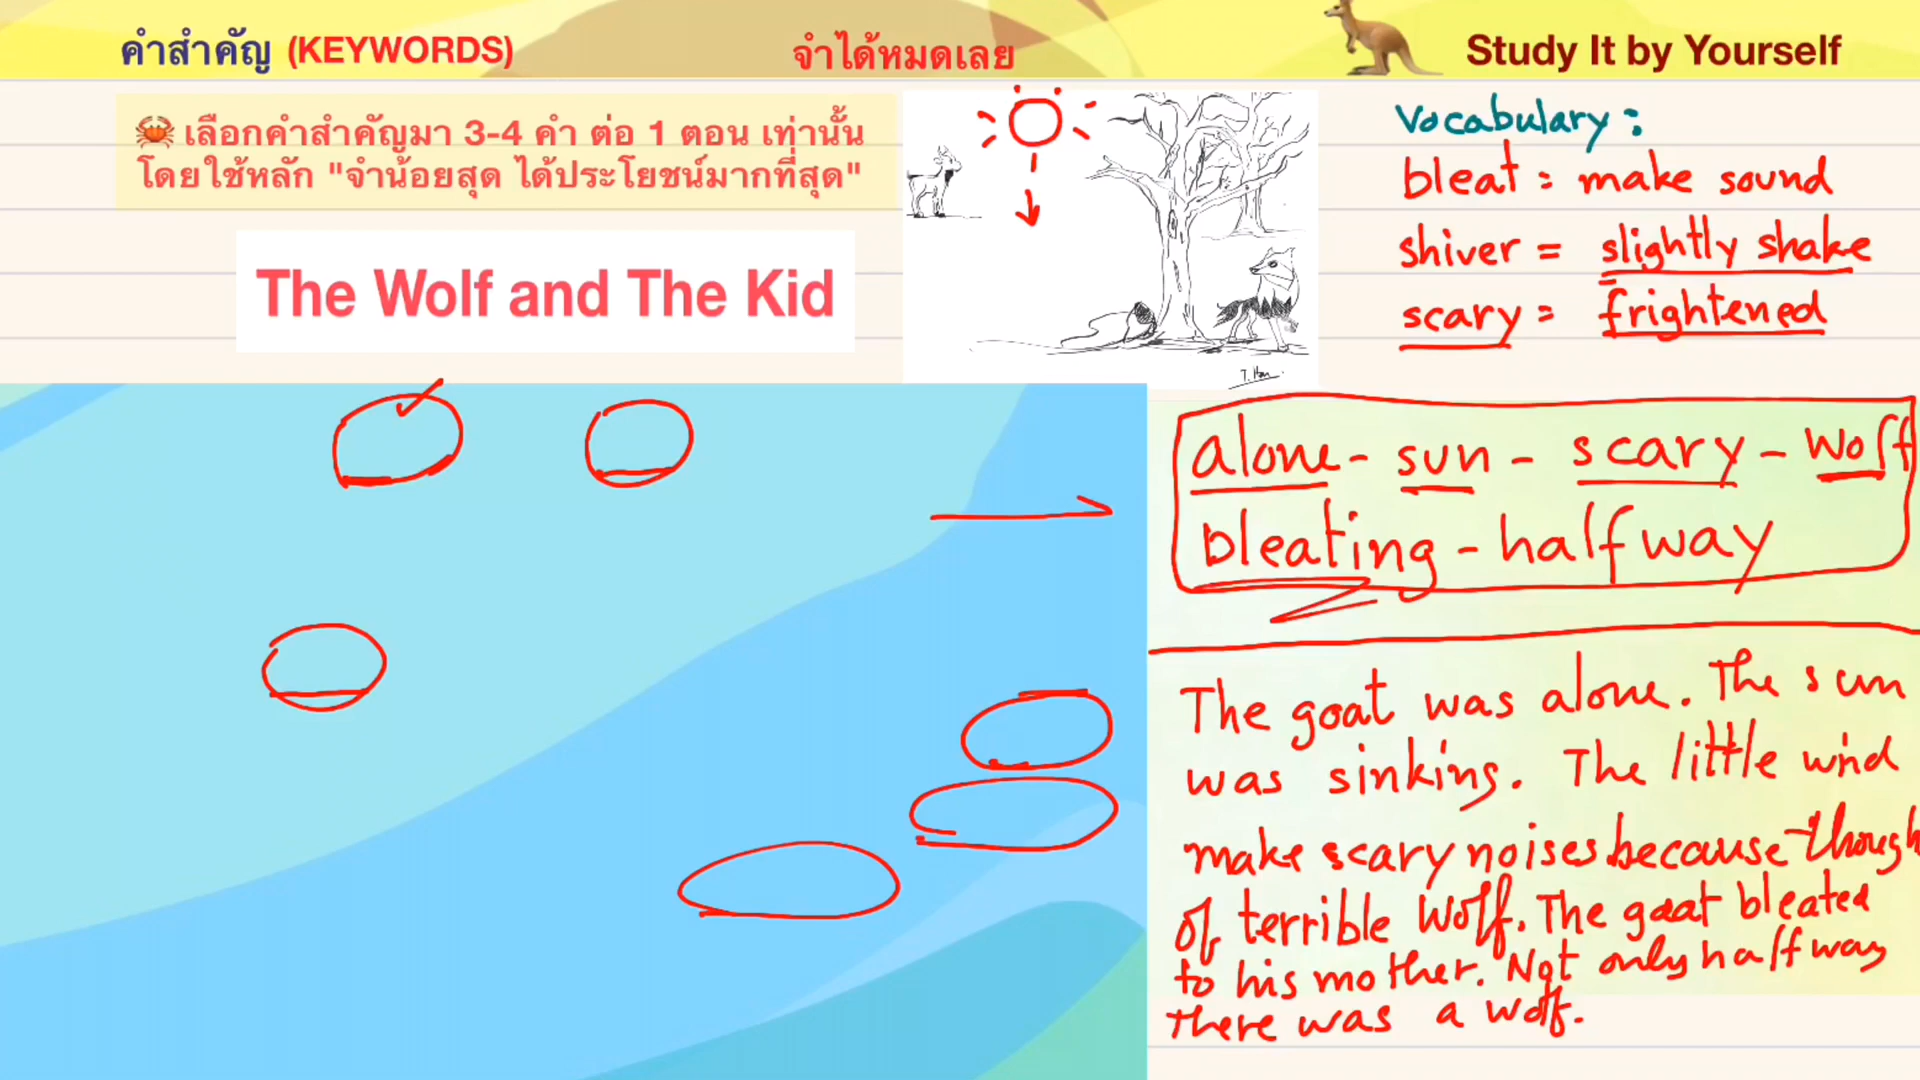 คำสำคัญ (KEYWORDS)
จำได้หมดเลย
Study It by Yourself
🦀 เลือกคำสำคัญมา 3-4 คำ ต่อ 1 ตอน เท่านั้น
โดยใช้หลัก "จำน้อยสุด ได้ประโยชน์มากที่สุด"
The Wolf and The Kid
Vocabulary:
bleat = make sound
shiver = slightly shake
scary = frightened
alone - sun - scary - wolf
bleating - halfway
The goat was alone. The sun
was sinking. The little wind
make scary noises because though
of terrible wolf. The goat bleated
to his mother. Not only halfway
there was a wolf.